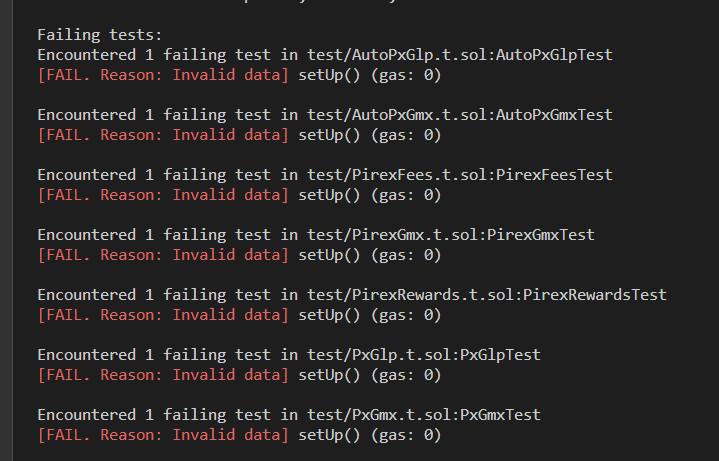 Failing tests:
Encountered 1 failing test in test/AutoPxGlp.t.sol:AutoPxGlpTest
[FAIL. Reason: Invalid data] setUp() (gas: 0)
Encountered 1 failing test in test/AutoPxGmx.t.sol:AutoPxGmxTest
[FAIL. Reason: Invalid data] setUp() (gas: 0)
Encountered 1 failing test in test/PirexFees.t.sol:PirexFeesTest
[FAIL. Reason: Invalid data] setUp() (gas: 0)
Encountered 1 failing test in test/PirexGmx.t.sol:PirexGmxTest
[FAIL. Reason: Invalid data] setUp() (gas: 0)
Encountered 1 failing test in test/PirexRewards.t.sol:PirexRewardsTest
[FAIL. Reason: Invalid data] setUp() (gas: 0)
Encountered 1 failing test in test/PxGlp.t.sol:PxGlpTest
[FAIL. Reason: Invalid data] setUp() (gas: 0)
Encountered 1 failing test in test/PxGmx.t.sol:PxGmxTest
[FAIL. Reason: Invalid data] setUp() (gas: 0)